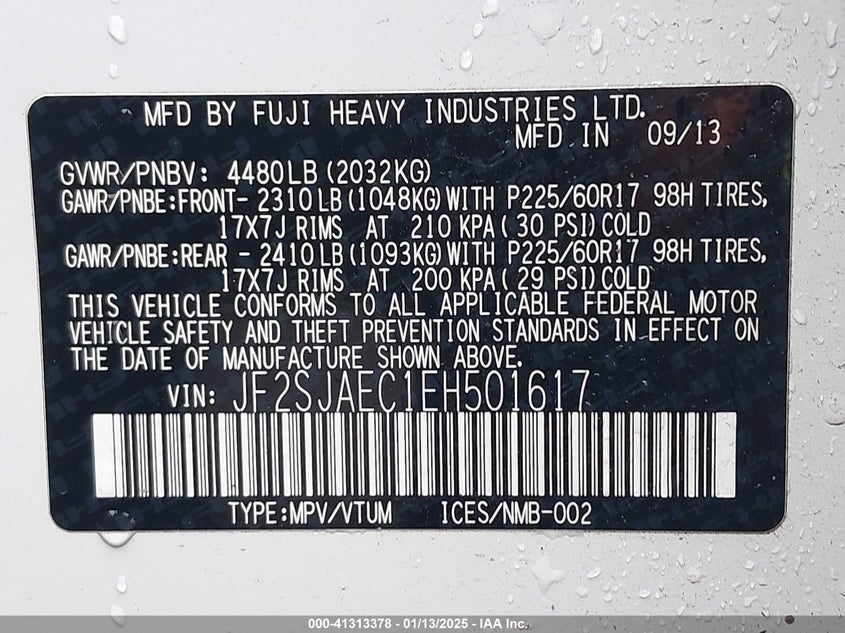 MFD BY FUJI HEAVY INDUSTRIES LTD.
MFD IN 09/13
GVWR/PNBV: 4480LB (2032KG)
GAWR/PNBE:FRONT- 2310LB (1048KG) WITH P225/60R17 98H TIRES,
17X7J RIMS AT 210 KPA( 30 PSI) COLD
GAWR/PNBE:REAR - 2410LB (1093KG) WITH P225/60R17 98H TIRES,
17X7J RIMS AT 200 KPA( 29 PSI) COLD
THIS VEHICLE CONFORMS TO ALL APPLICABLE FEDERAL MOTOR
VEHICLE SAFETY AND THEFT PREVENTION STANDARDS IN EFFECT ON
THE DATE OF MANUFACTURE SHOWN ABOVE.
VIN: JF2SJAEC1EH501617
TYPE:MPV/VTUM ICES/NMB-002
000-41313378 - 01/13/2025 - IAA Inc.